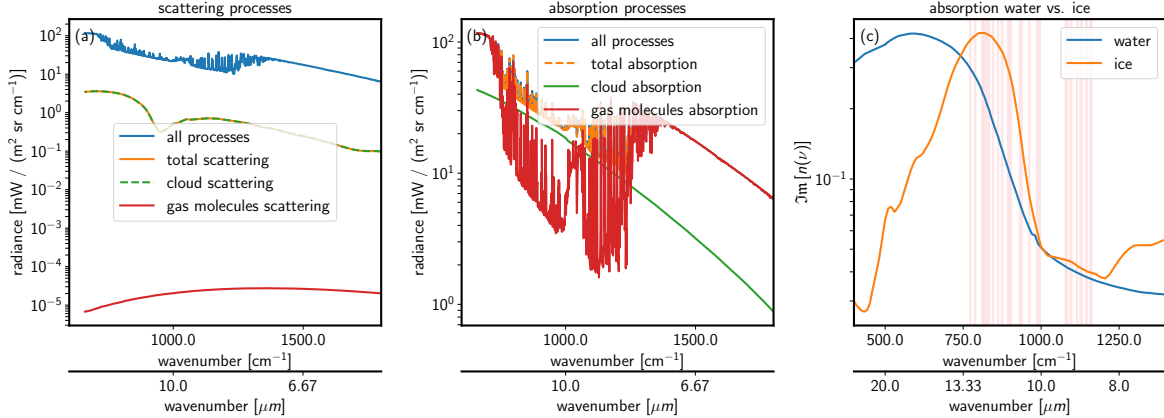 scattering processes
(a)
radiance [mW / (m² sr cm⁻¹)]
10²
10¹
10⁰
10⁻¹
10⁻²
10⁻³
10⁻⁴
10⁻⁵
all processes
total scattering
cloud scattering
gas molecules scattering
1000.0 1500.0
wavenumber [cm⁻¹]
10.0 6.67
wavenumber [μm]
absorption processes
(b)
radiance [mW / (m² sr cm⁻¹)]
10²
10¹
10⁰
all processes
total absorption
cloud absorption
gas molecules absorption
1000.0 1500.0
wavenumber [cm⁻¹]
10.0 6.67
wavenumber [μm]
absorption water vs. ice
(c)
ℑm [n(ν)]
10⁻¹
water
ice
500.0 750.0 1000.0 1250.0
wavenumber [cm⁻¹]
20.0 13.33 10.0 8.0
wavenumber [μm]